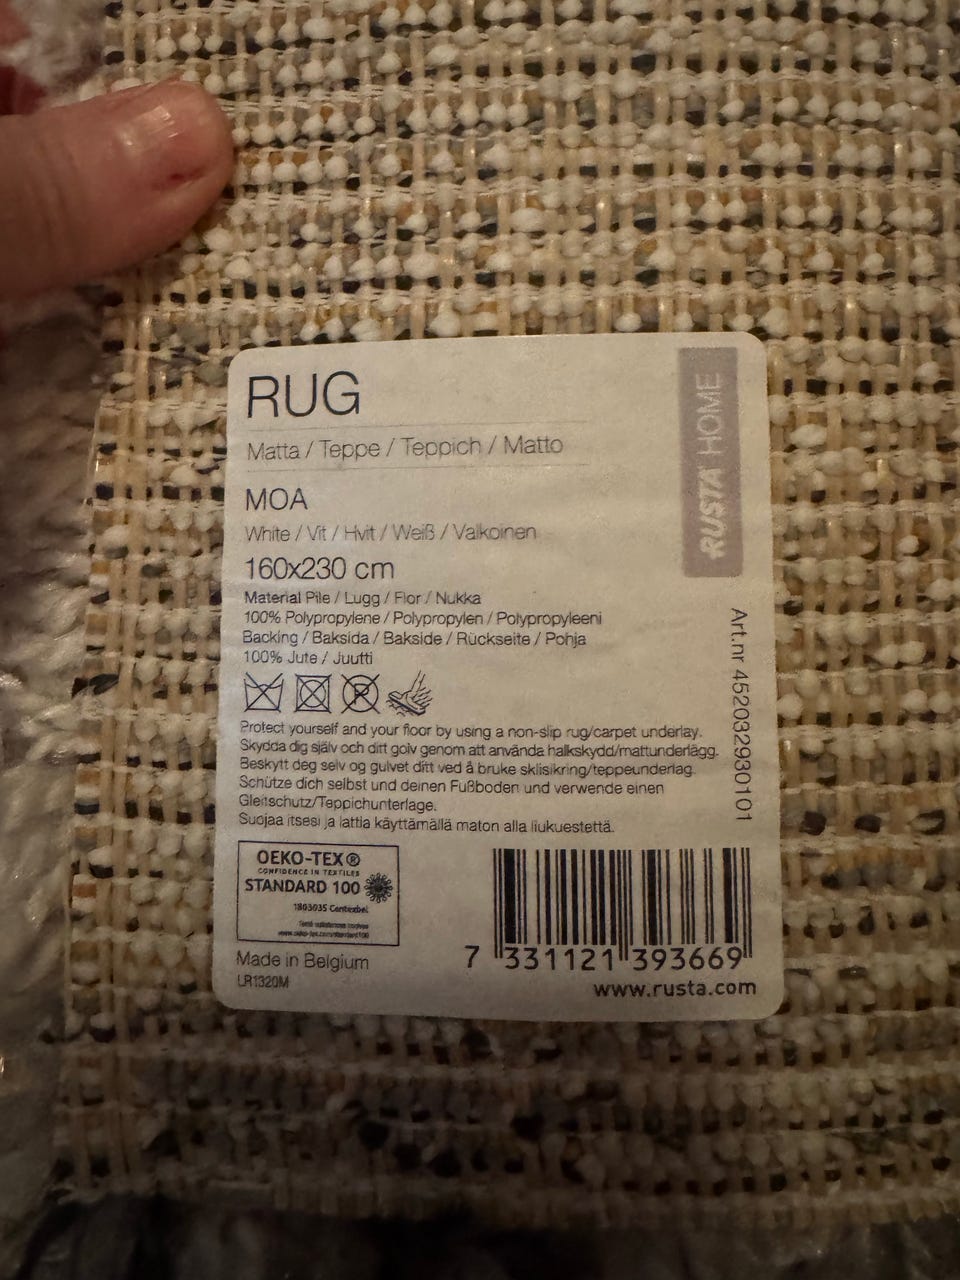 RUG
Matta / Teppe / Teppich / Matto
MOA
White / Vit / Hvit / Weiß / Valkoinen
160x230 cm
Material Pile / Lugg / Flor / Nukka
100% Polypropylene / Polypropylen / Polypropyleeni
Backing / Baksida / Bakside / Rückseite / Pohja
100% Jute / Juutti
P
Protect yourself and your floor by using a non-slip rug/carpet underlay.
Skydda dig själv och ditt golv genom att använda halkskydd/mattunderlägg.
Beskytt deg selv og gulvet ditt ved å bruke sklisikring/teppeunderlag.
Schütze dich selbst und deinen Fußboden und verwende einen
Gleitschutz/Teppichunterlage.
Suojaa itsesi ja lattia käyttämällä maton alla liukuestettä.
RUSTA HOME
Art.nr 452032930101
OEKO-TEX®
CONFIDENCE IN TEXTILES
STANDARD 100
1803035 Centexbel
www.oeko-tex.com/standard100
Made in Belgium
LR1320M
7 331121 393669
www.rusta.com